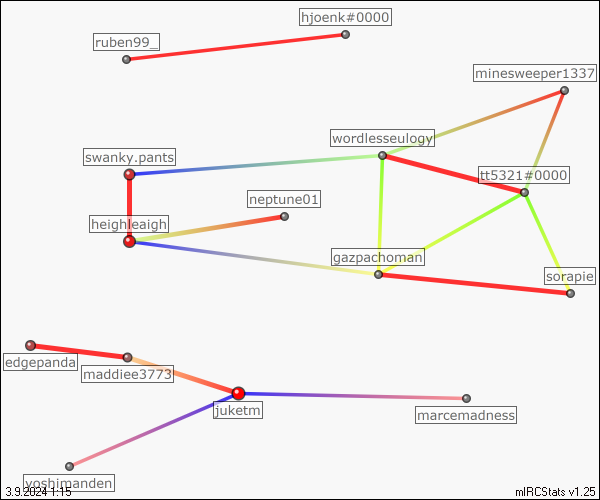 hjoenk#0000
ruben99_
minesweeper1337
wordlesseulogy
swanky.pants
tt5321#0000
neptune01
heighleaigh
gazpachoman
sorapie
edgepanda
maddiee3773
juketm
marcemadness
yoshimanden
3.9.2024 1:15
mIRCStats v1.25